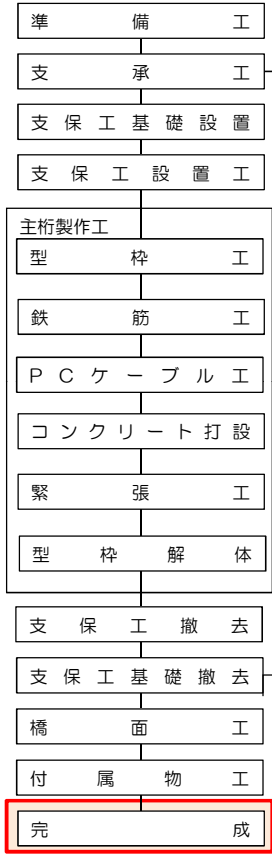 準備工
支承工
支保工基礎設置
支保工設置工
主桁製作工
型枠工
鉄筋工
PCケーブル工
コンクリート打設
緊張工
型枠解体
支保工撤去
支保工基礎撤去
橋面工
付属物工
完成